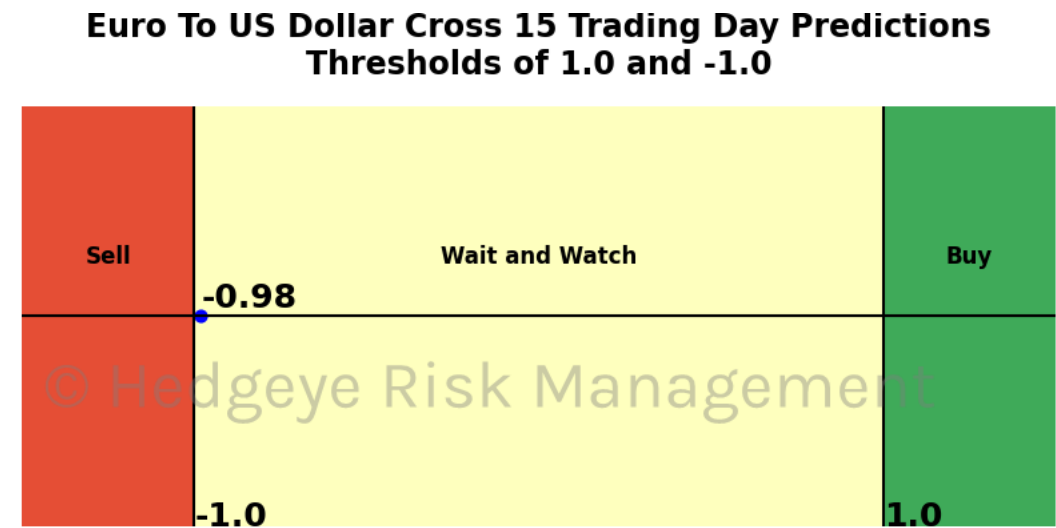 Euro To US Dollar Cross 15 Trading Day Predictions
Thresholds of 1.0 and -1.0
Sell
Wait and Watch
Buy
-0.98
© Hedgeye Risk Management
-1.0
1.0